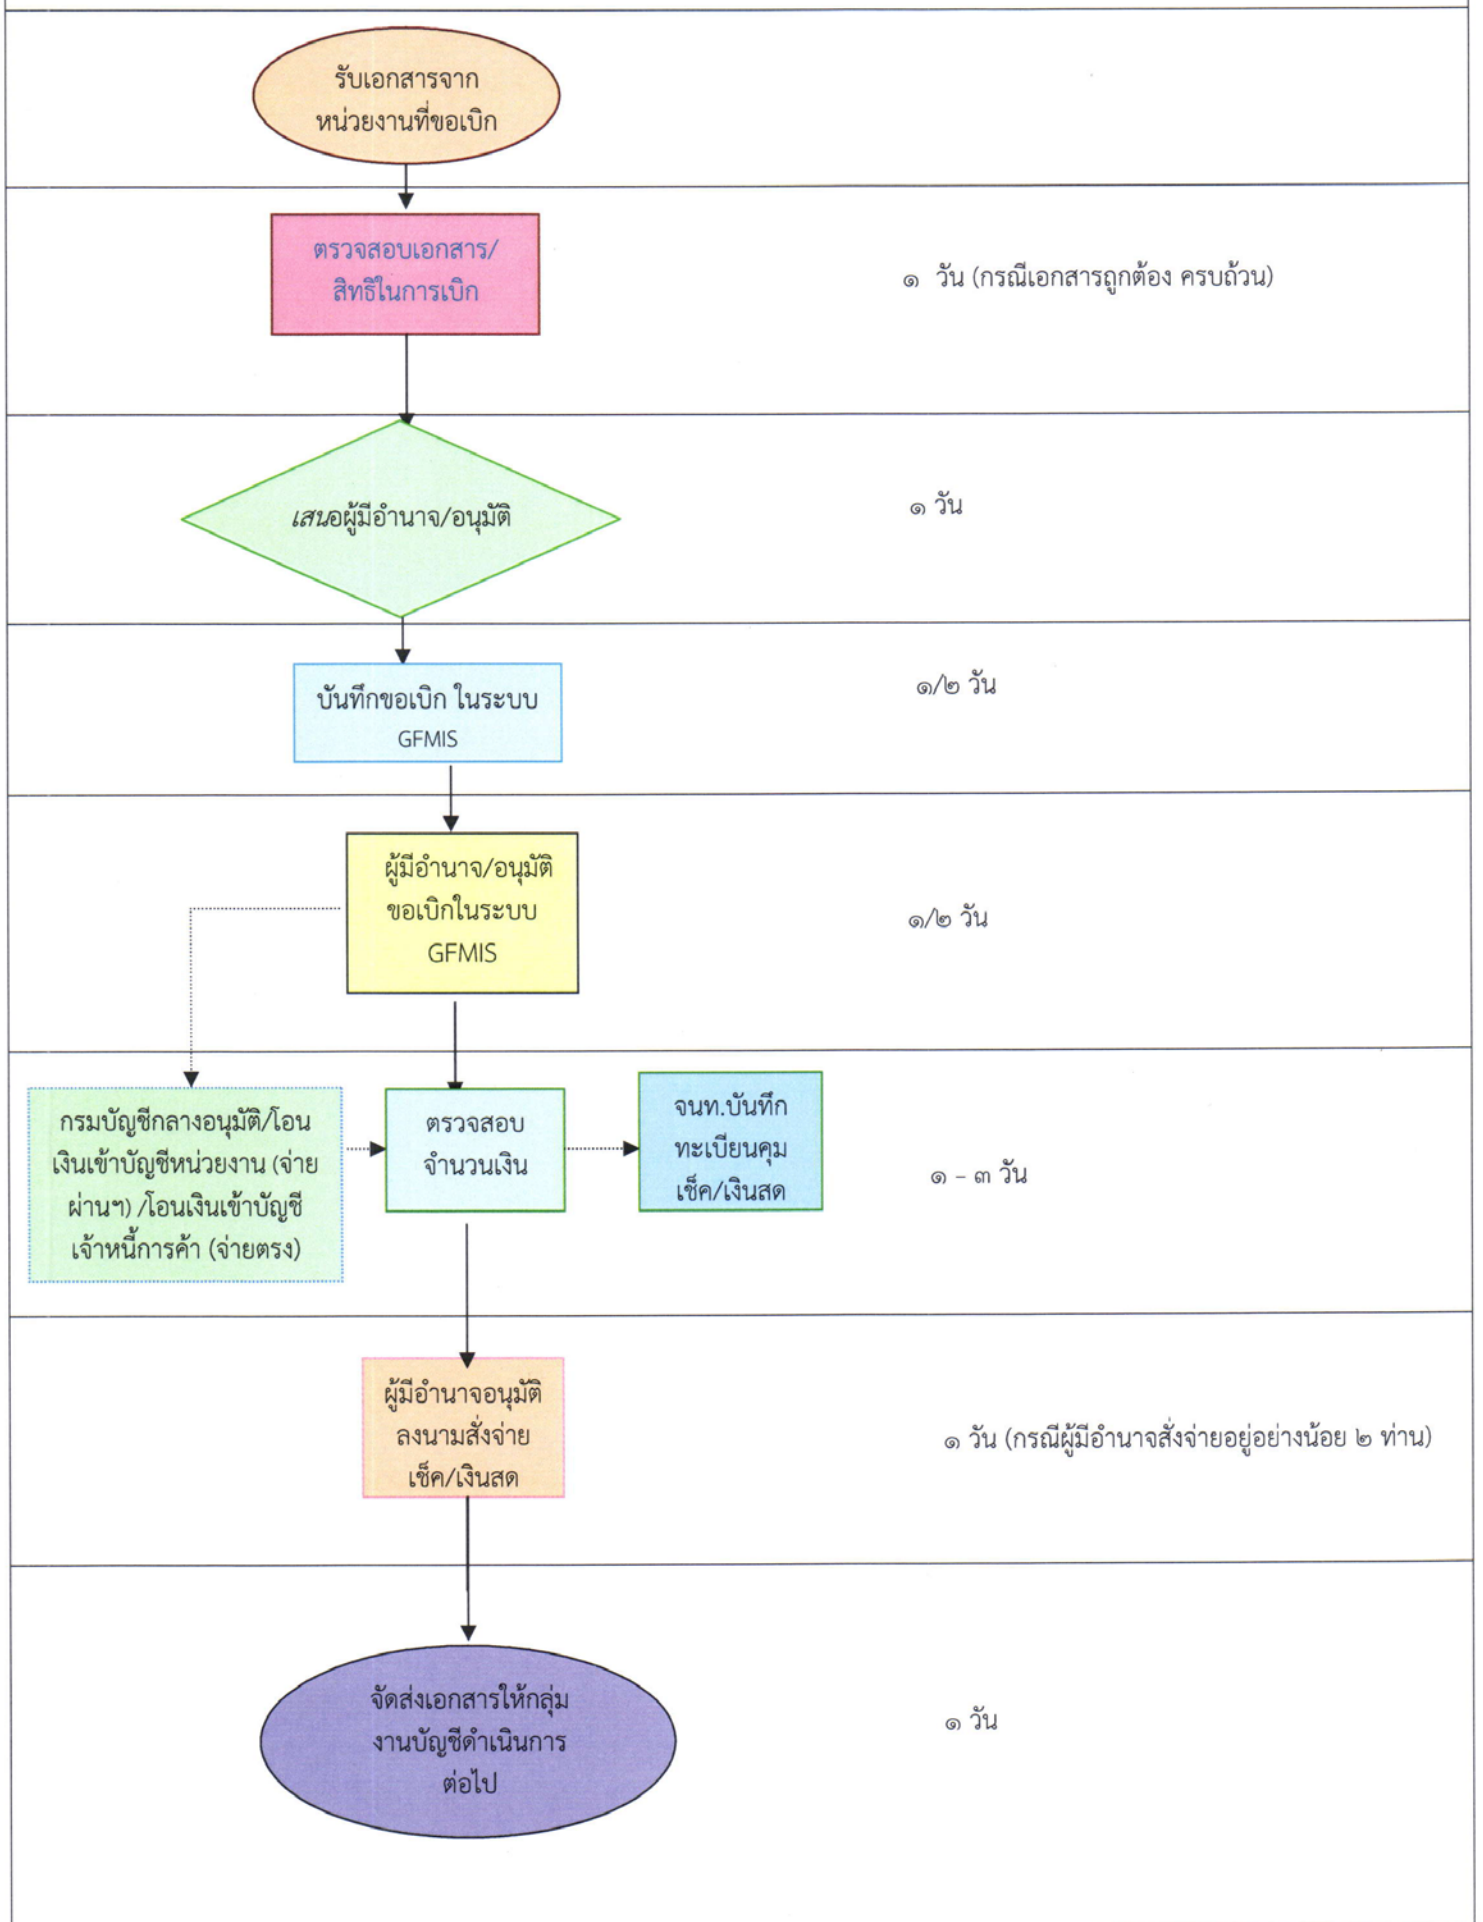 รับเอกสารจาก
หน่วยงานที่ขอเบิก
ตรวจสอบเอกสาร/
สิทธิในการเบิก
๑ วัน (กรณีเอกสารถูกต้อง ครบถ้วน)
เสนอผู้มีอำนาจ/อนุมัติ
๑ วัน
บันทึกขอเบิก ในระบบ
GFMIS
๑/๒ วัน
ผู้มีอำนาจ/อนุมัติ
ขอเบิกในระบบ
GFMIS
๑/๒ วัน
กรมบัญชีกลางอนุมัติ/โอน
เงินเข้าบัญชีหน่วยงาน (จ่าย
ผ่านฯ) /โอนเงินเข้าบัญชี
เจ้าหนี้การค้า (จ่ายตรง)
ตรวจสอบ
จำนวนเงิน
จนท.บันทึก
ทะเบียนคุม
เช็ค/เงินสด
๑ – ๓ วัน
ผู้มีอำนาจอนุมัติ
ลงนามสั่งจ่าย
เช็ค/เงินสด
๑ วัน (กรณีผู้มีอำนาจสั่งจ่ายอยู่อย่างน้อย ๒ ท่าน)
จัดส่งเอกสารให้กลุ่ม
งานบัญชีดำเนินการ
ต่อไป
๑ วัน